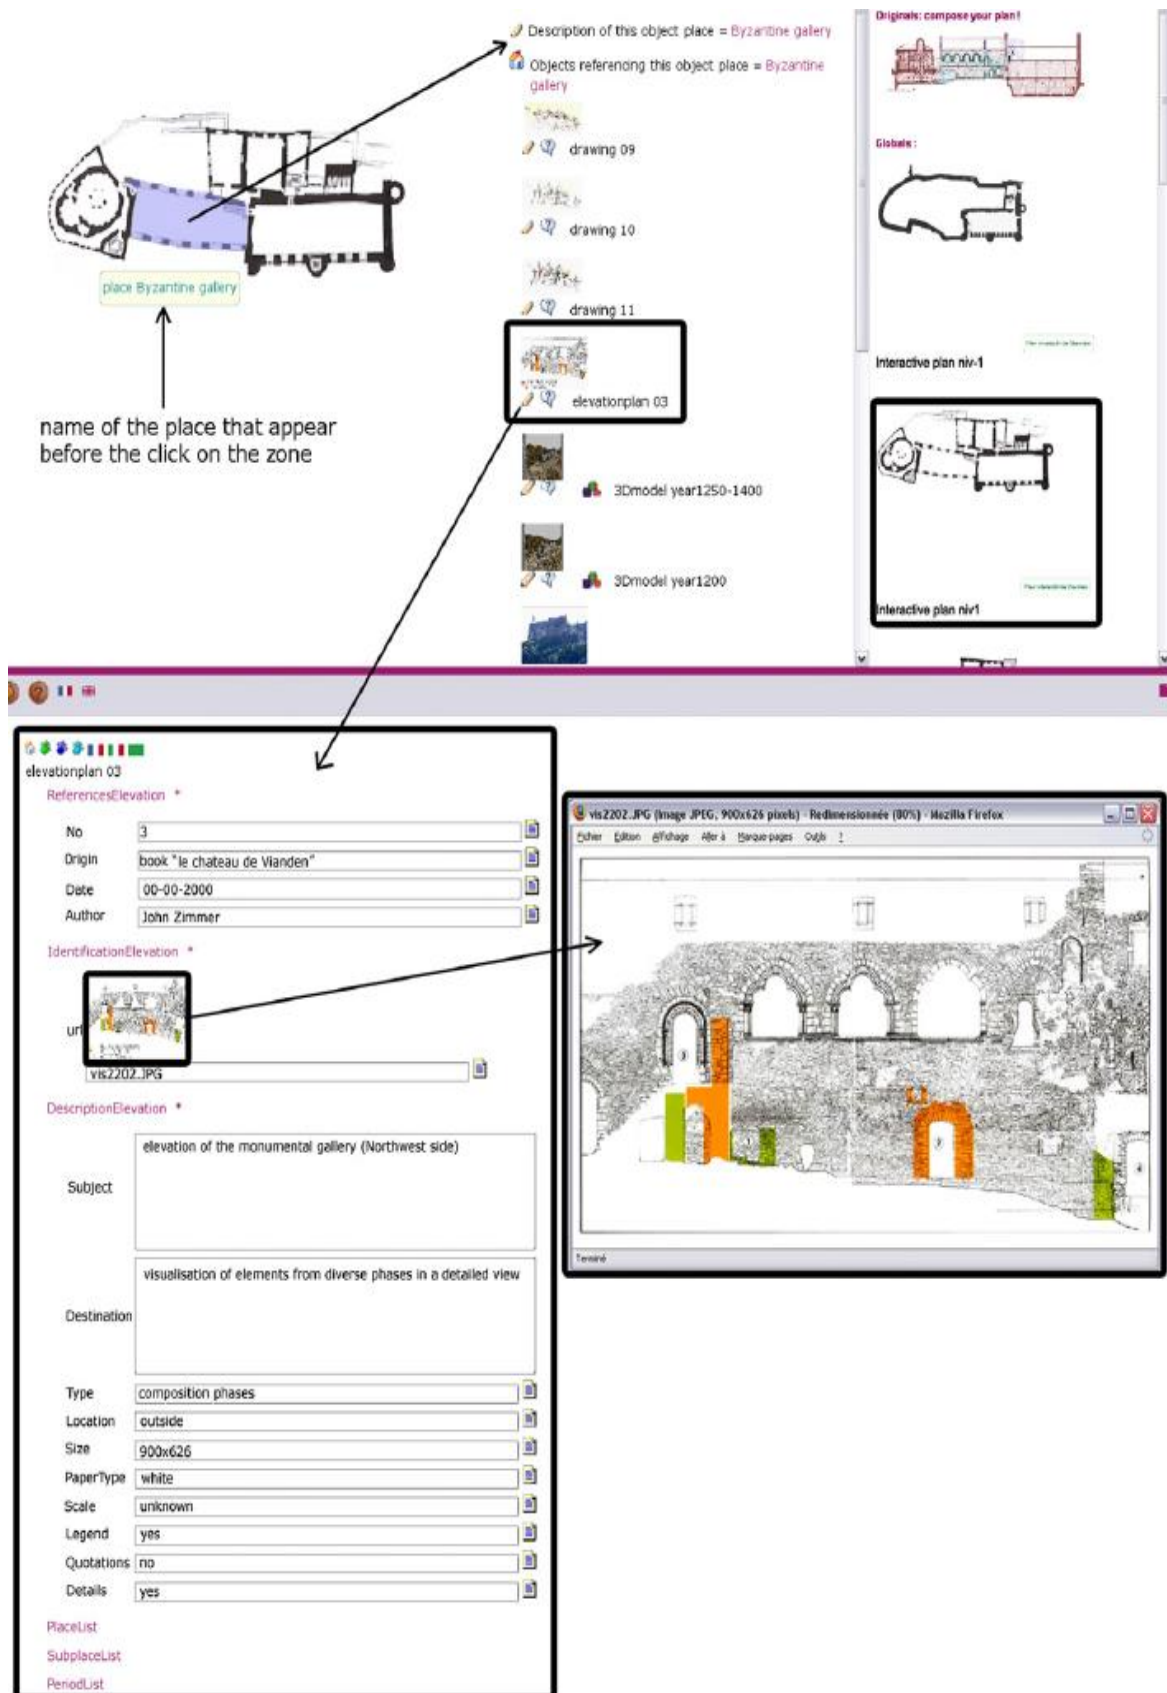 Description of this object place = Byzantine gallery
Objects referencing this object place = Byzantine
gallery
drawing 09
drawing 10
drawing 11
elevationplan 03
3Dmodel year1250-1400
3Dmodel year1200
place Byzantine gallery
name of the place that appear
before the click on the zone
Originals: compose your plan !
Globals :
Interactive plan niv-1
Interactive plan niv1
elevationplan 03
ReferencesElevation *
No 3
Origin book "le chateau de Vianden"
Date 00-00-2000
Author John Zimmer
IdentificationElevation *
url
vis2202.JPG
DescriptionElevation *
Subject elevation of the monumental gallery (Northwest side)
Destination visualisation of elements from diverse phases in a detailed view
Type composition phases
Location outside
Size 900x626
PaperType white
Scale unknown
Legend yes
Quotations no
Details yes
PlaceList
SubplaceList
PeriodList
vis2202.JPG (Image JPEG, 900x626 pixels) - Redimensionnée (80%) - Mozilla Firefox
Fichier Edition Affichage Aller à Marque-pages Outils ?
Terminé